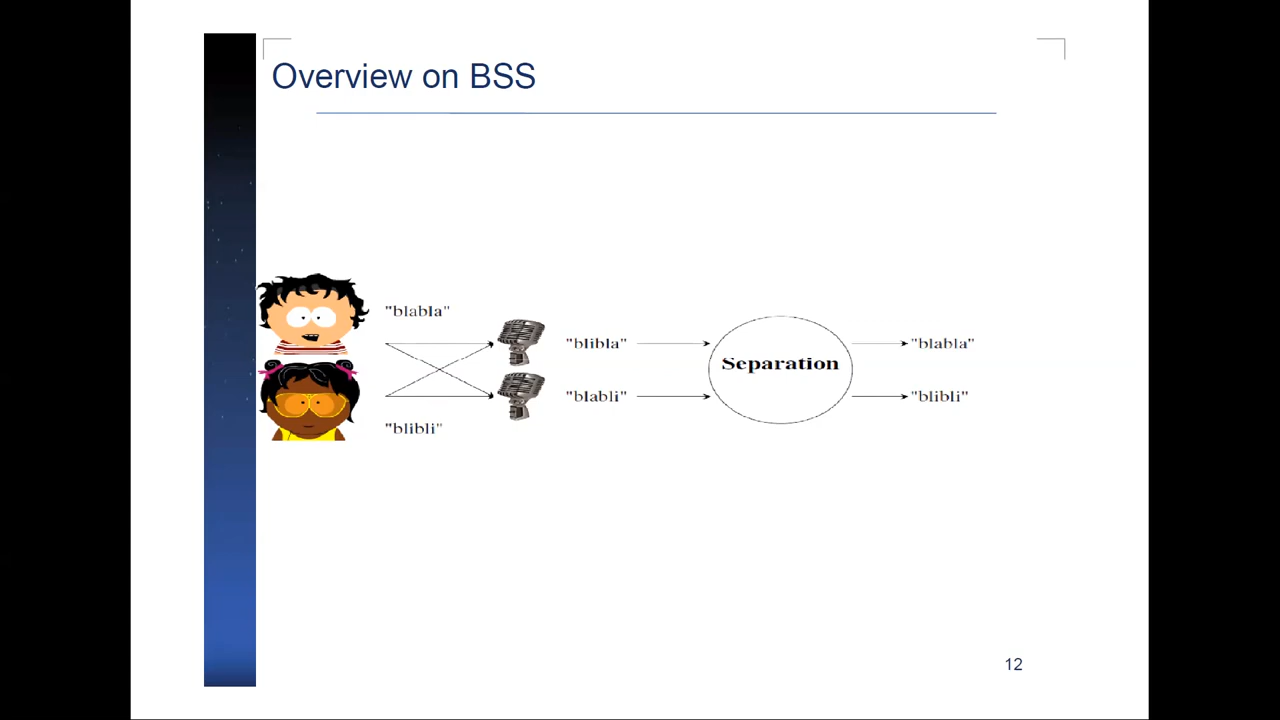 Overview on BSS
"blabla"
"blibla"
"blabla"
Separation
"blabli"
"blibli"
"blibli"
12